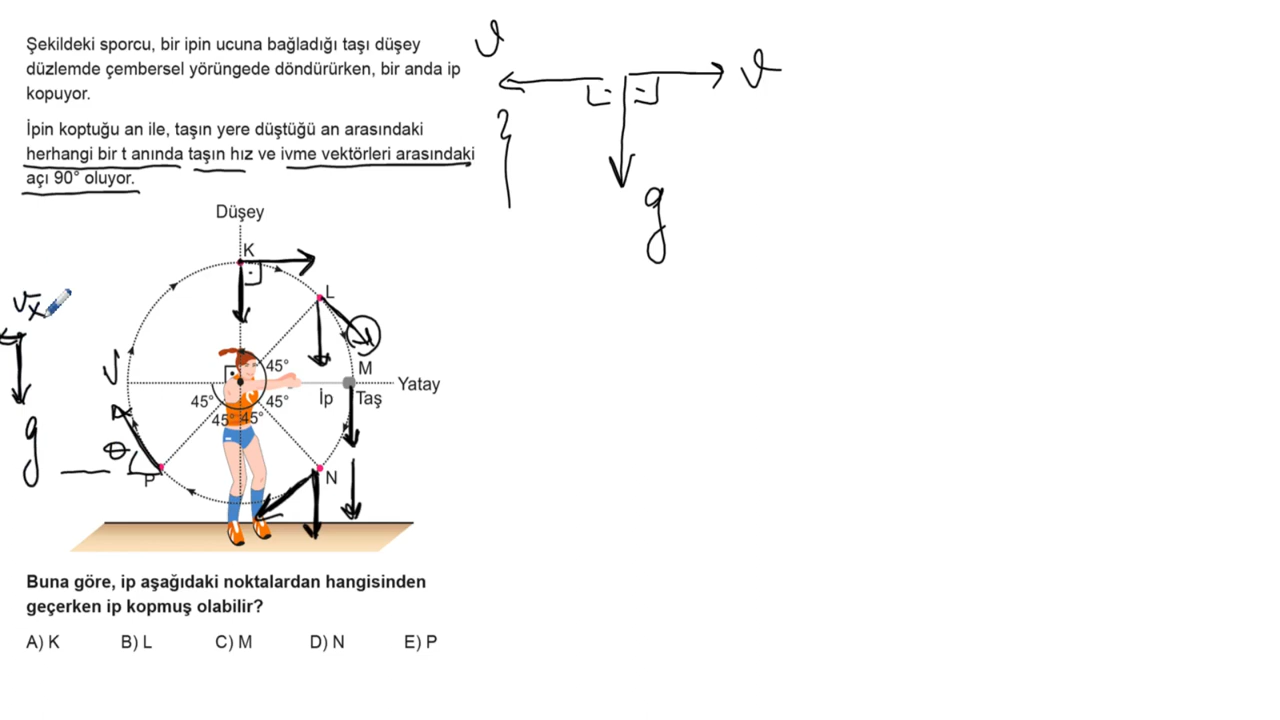 Şekildeki sporcu, bir ipin ucuna bağladığı taşı düşey
düzlemde çembersel yörüngede döndürürken, bir anda ip
kopuyor.
İpin koptuğu an ile, taşın yere düştüğü an arasındaki
herhangi bir t anında taşın hız ve ivme vektörleri arasındaki
açı 90° oluyor.
Düşey
K
L
45°
M
Yatay
45°
45°
İp
Taş
45°
45°
P
N
θ
v
v
g
vx
g
Buna göre, ip aşağıdaki noktalardan hangisinden
geçerken ip kopmuş olabilir?
A) K B) L C) M D) N E) P